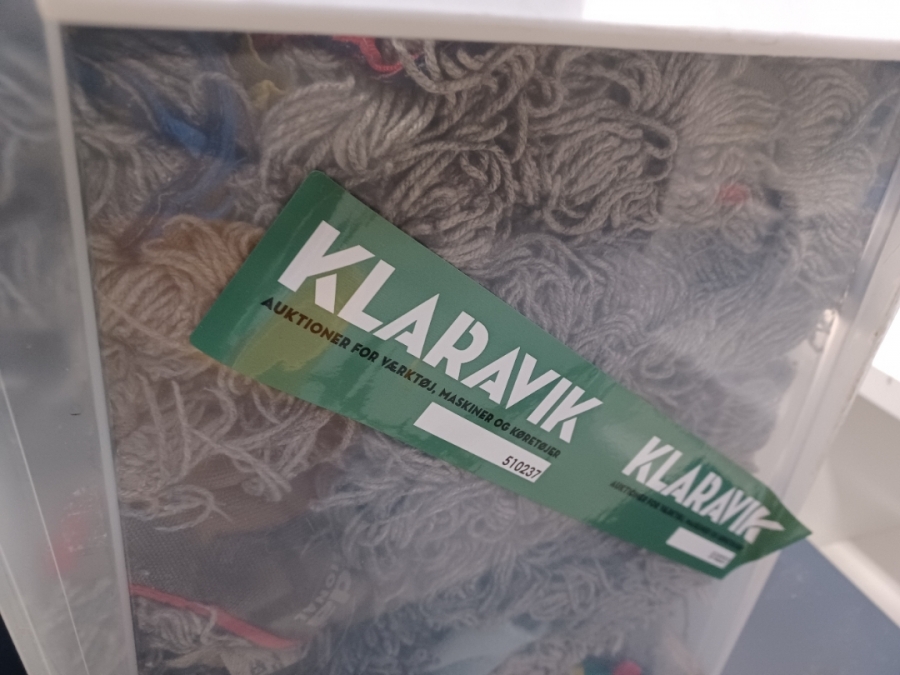 KLARAVIK
AUKTIONER FOR VÆRKTØJ, MASKINER OG KØRETØJER
510237
KLARAVIK